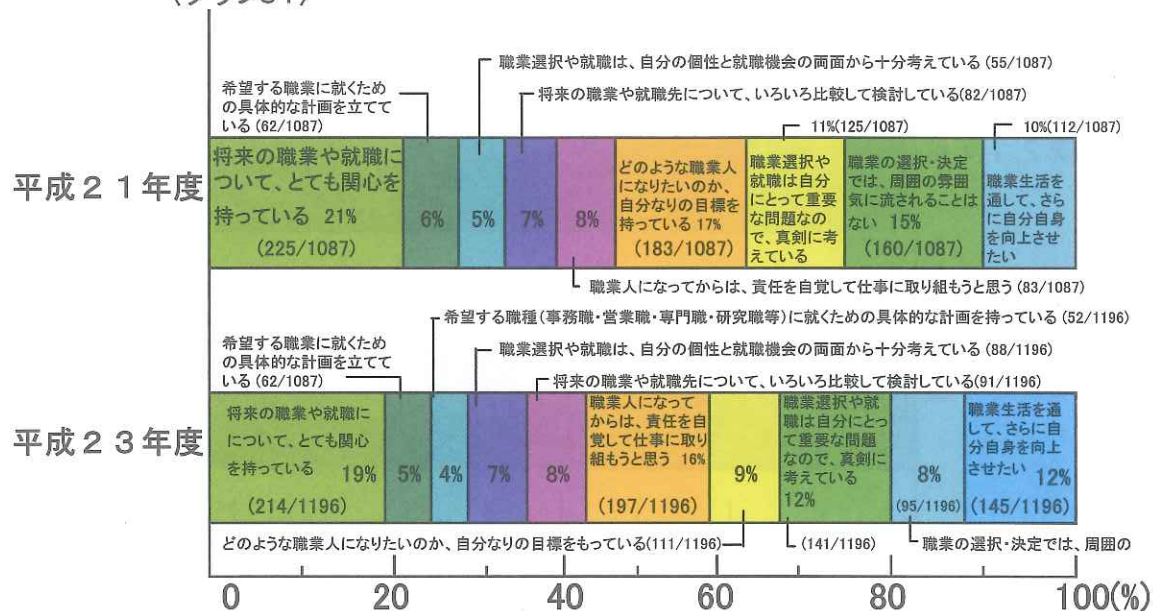 職業選択や就職は、自分の個性と就職機会の両面から十分考えている (55/1087)
希望する職業に就くため
の具体的な計画を立てて
いる (62/1087)
将来の職業や就職先について、いろいろ比較して検討している(82/1087)
11%(125/1087)
10%(112/1087)
平成21年度
将来の職業や就職に
ついて、とても関心を
持っている 21%
(225/1087)
6%
5%
7%
8%
どのような職業人
になりたいのか、
自分なりの目標を
持っている 17%
(183/1087)
職業選択や
就職は自分
にとって重要
な問題なの
で、真剣に考
えている
職業の選択・決定
では、周囲の雰囲
気に流されることは
ない 15%
(160/1087)
職業生活を
通して、さら
に自分自身
を向上させ
たい
職業人になってからは、責任を自覚して仕事に取り組もうと思う (83/1087)
希望する職種(事務職・営業職・専門職・研究職等)に就くための具体的な計画を持っている (52/1196)
希望する職業に就くため
の具体的な計画を立てて
いる (62/1087)
職業選択や就職は、自分の個性と就職機会の両面から十分考えている (88/1196)
将来の職業や就職先について、いろいろ比較して検討している(91/1196)
平成23年度
将来の職業や就職に
について、とても関心
を持っている 19%
(214/1196)
5%
4%
7%
8%
職業人になって
からは、責任を自
覚して仕事に取り
組もうと思う 16%
(197/1196)
9%
職業選択や就
職は自分にとっ
て重要な問題
なので、真剣に
考えている
12%
8%
(95/1196)
職業生活を通
して、さらに自
分自身を向上
させたい 12%
(145/1196)
どのような職業人になりたいのか、自分なりの目標をもっている(111/1196)
(141/1196)
職業の選択・決定では、周囲の
0 20 40 60 80 100(%)